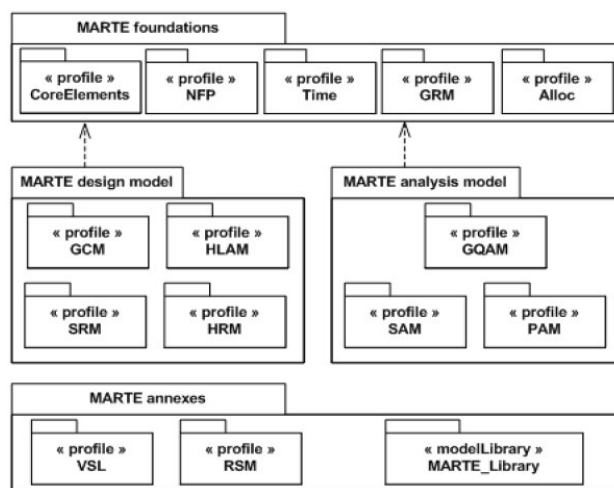 MARTE foundations
« profile »
CoreElements
« profile »
NFP
« profile »
Time
« profile »
GRM
« profile »
Alloc
MARTE design model
« profile »
GCM
« profile »
HLAM
« profile »
SRM
« profile »
HRM
MARTE analysis model
« profile »
GQAM
« profile »
SAM
« profile »
PAM
MARTE annexes
« profile »
VSL
« profile »
RSM
« modelLibrary »
MARTE_Library